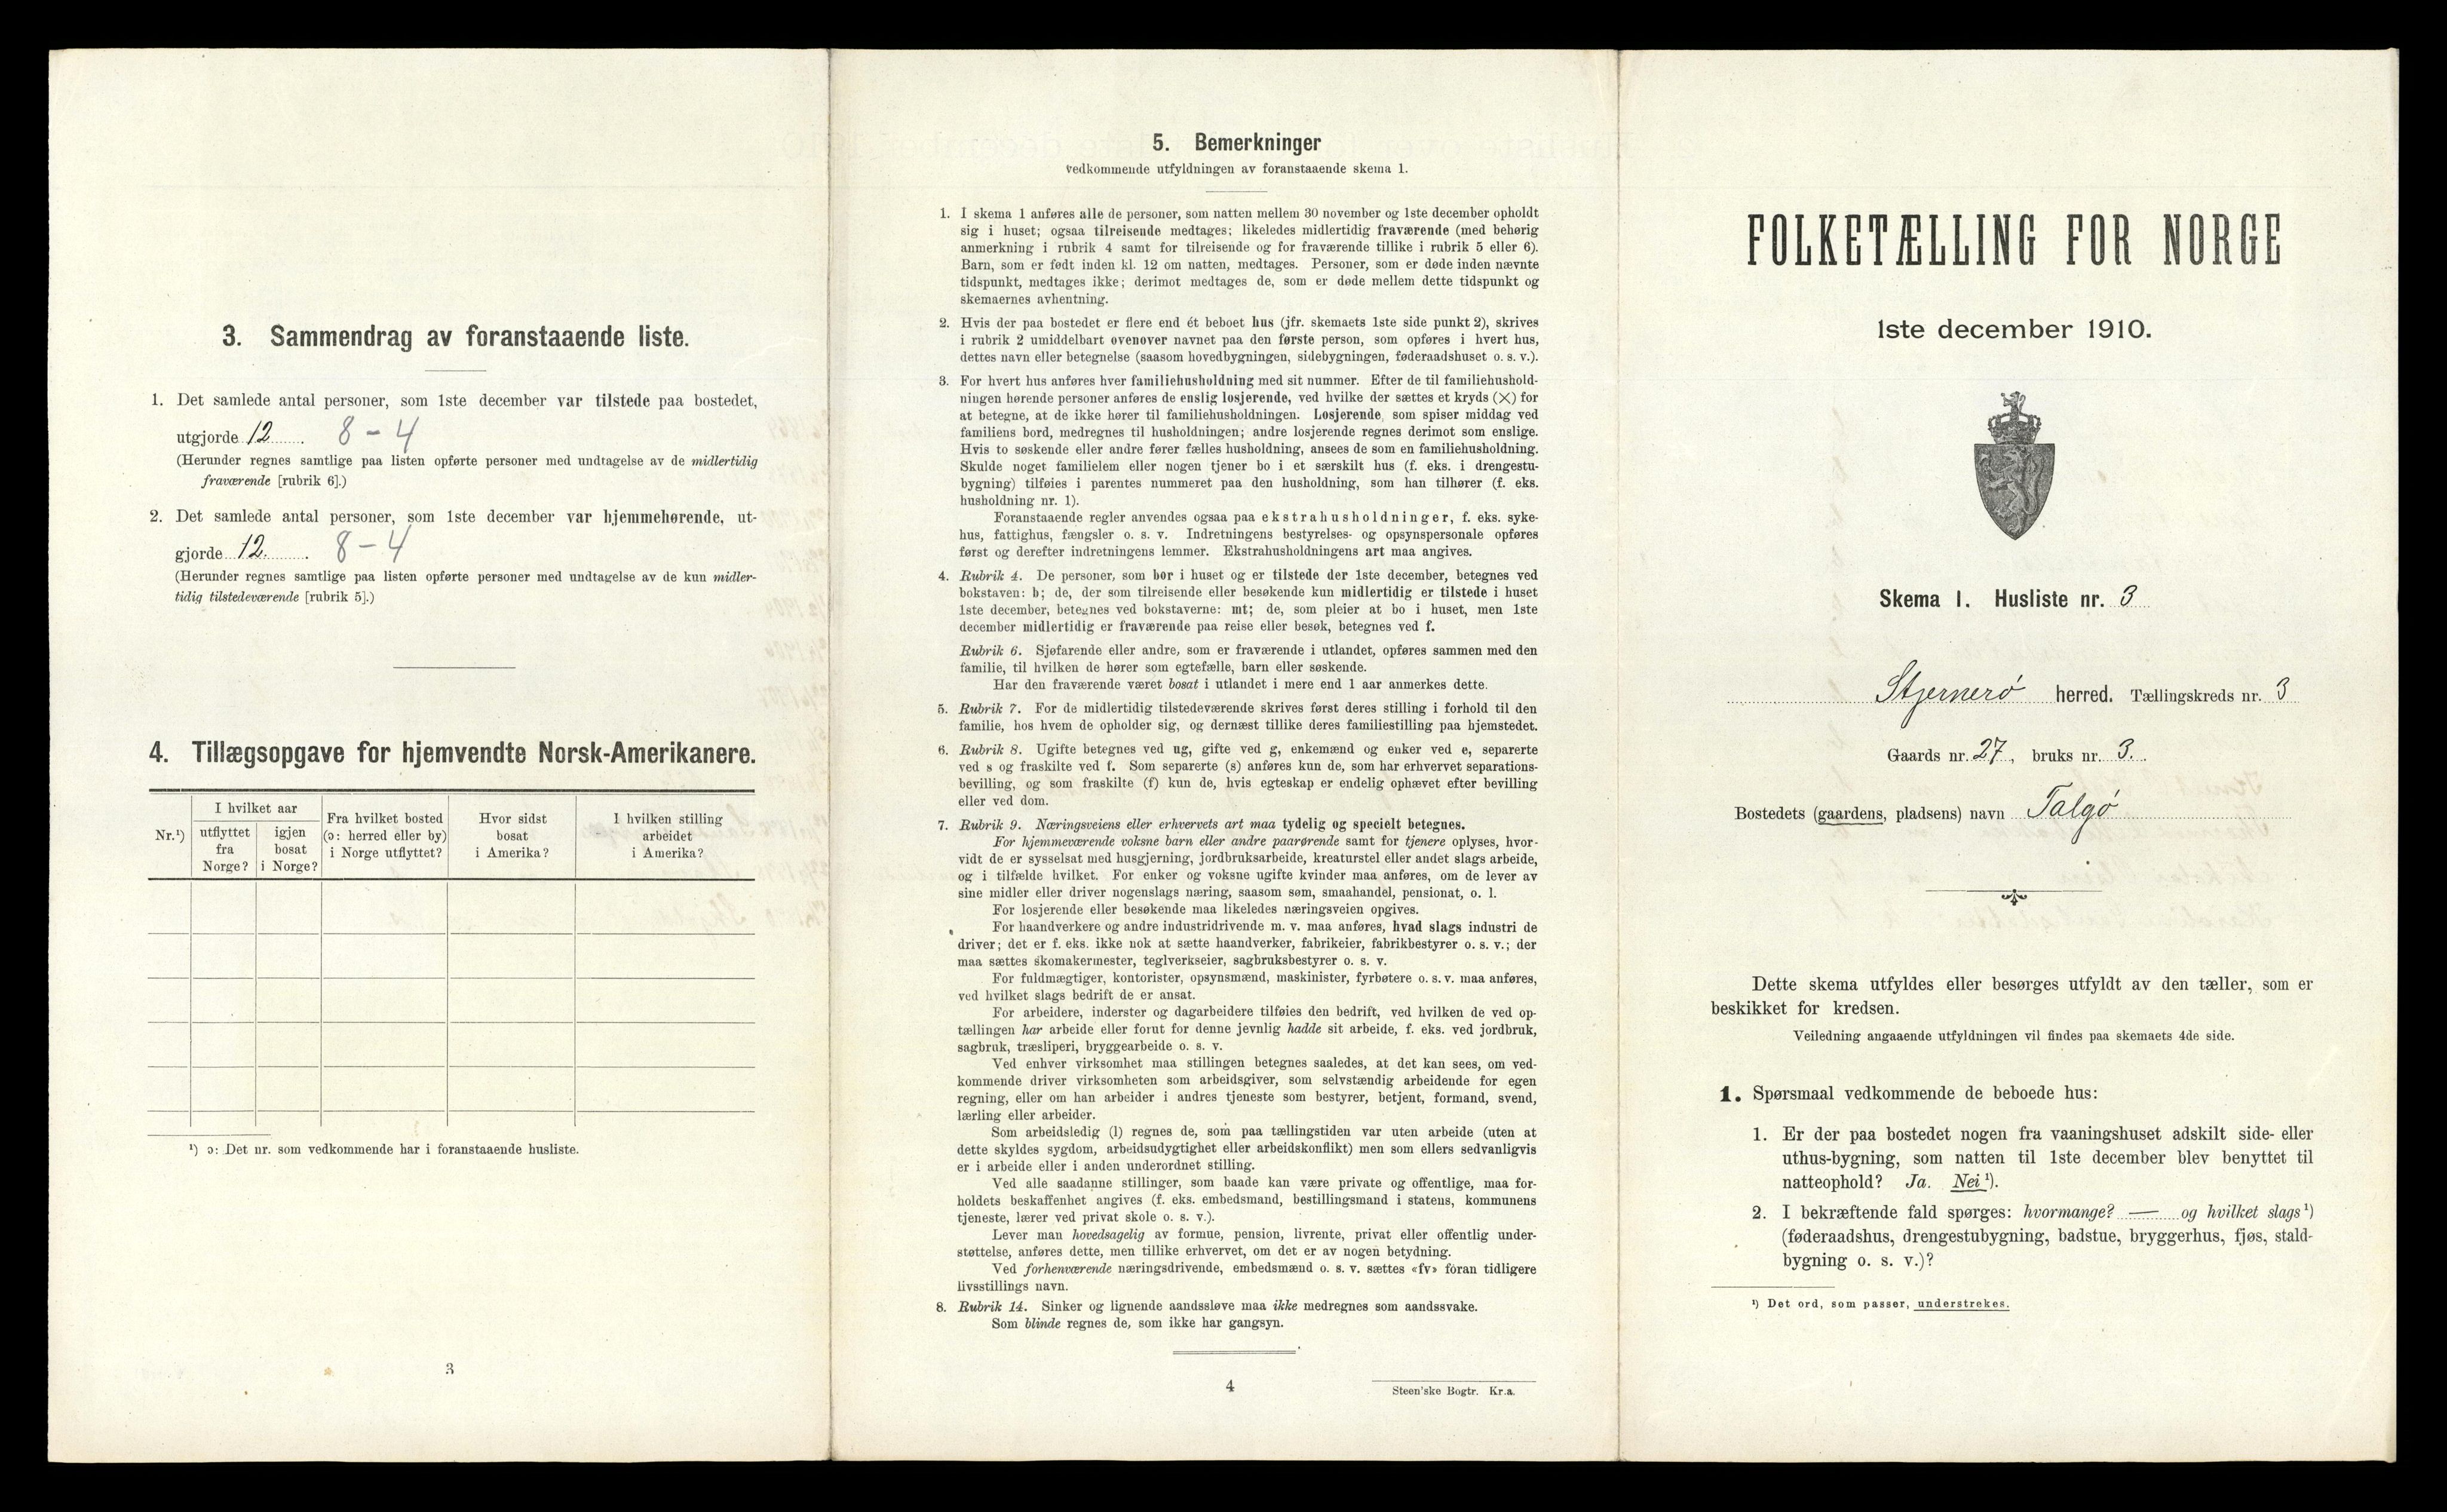 3. Sammendrag av foranstaaende liste.
1. Det samlede antal personer, som 1ste december var tilstede paa bostedet,
utgjorde 12. 8 - 4
(Herunder regnes samtlige paa listen opførte personer med undtagelse av de midlertidig
fraværende [rubrik 6].)
2. Det samlede antal personer, som 1ste december var hjemmehørende, ut-
gjorde 12. 8 - 4
(Herunder regnes samtlige paa listen opførte personer med undtagelse av de kun midler-
tidig tilstedeværende [rubrik 5].)
4. Tillægsopgave for hjemvendte Norsk-Amerikanere.
Nr.¹)
I hvilket aar
utflyttet fra Norge?
igjen bosat i Norge?
Fra hvilket bosted (ɔ: herred eller by) i Norge utflyttet?
Hvor sidst bosat i Amerika?
I hvilken stilling arbeidet i Amerika?
¹) ɔ: Det nr. som vedkommende har i foranstaaende husliste.
3
5. Bemerkninger
vedkommende utfyldningen av foranstaaende skema 1.
1. I skema 1 anføres alle de personer, som natten mellem 30 november og 1ste december opholdt
sig i huset; ogsaa tilreisende medtages; likeledes midlertidig fraværende (med behørig
anmerkning i rubrik 4 samt for tilreisende og for fraværende tillike i rubrik 5 eller 6).
Barn, som er født inden kl. 12 om natten, medtages. Personer, som er døde inden nævnte
tidspunkt, medtages ikke; derimot medtages de, som er døde mellem dette tidspunkt og
skemaernes avhentning.
2. Hvis der paa bostedet er flere end ét beboet hus (jfr. skemaets 1ste side punkt 2), skrives
i rubrik 2 umiddelbart ovenover navnet paa den første person, som opføres i hvert hus,
dettes navn eller betegnelse (saasom hovedbygningen, sidebygningen, føderaadshuset o. s. v.).
3. For hvert hus anføres hver familiehusholdning med sit nummer. Efter de til familiehushold-
ningen hørende personer anføres de enslig losjerende, ved hvilke der sættes et kryds (✕) for
at betegne, at de ikke hører til familiehusholdningen. Losjerende, som spiser middag ved
familiens bord, medregnes til husholdningen; andre losjerende regnes derimot som enslige.
Hvis to søskende eller andre fører fælles husholdning, ansees de som en familiehusholdning.
Skulde noget familielem eller nogen tjener bo i et særskilt hus (f. eks. i drengestu-
bygning) tilføies i parentes nummeret paa den husholdning, som han tilhører (f. eks.
husholdning nr. 1).
Foranstaaende regler anvendes ogsaa paa ekstrahusholdninger, f. eks. syke-
hus, fattighus, fængsler o. s. v. Indretningens bestyrelses- og opsynspersonale opføres
først og derefter indretningens lemmer. Ekstrahusholdningens art maa angives.
4. Rubrik 4. De personer, som bor i huset og er tilstede der 1ste december, betegnes ved
bokstaven: b; de, der som tilreisende eller besøkende kun midlertidig er tilstede i huset
1ste december, betegnes ved bokstaverne: mt; de, som pleier at bo i huset, men 1ste
december midlertidig er fraværende paa reise eller besøk, betegnes ved f.
Rubrik 6. Sjøfarende eller andre, som er fraværende i utlandet, opføres sammen med den
familie, til hvilken de hører som egtefælle, barn eller søskende.
Har den fraværende været bosat i utlandet i mere end 1 aar anmerkes dette.
5. Rubrik 7. For de midlertidig tilstedeværende skrives først deres stilling i forhold til den
familie, hos hvem de opholder sig, og dernæst tillike deres familiestilling paa hjemstedet.
6. Rubrik 8. Ugifte betegnes ved ug, gifte ved g, enkemænd og enker ved e, separerte
ved s og fraskilte ved f. Som separerte (s) anføres kun de, som har erhvervet separations-
bevilling, og som fraskilte (f) kun de, hvis egteskap er endelig ophævet efter bevilling
eller ved dom.
7. Rubrik 9. Næringsveiens eller erhvervets art maa tydelig og specielt betegnes.
For hjemmeværende voksne barn eller andre paarørende samt for tjenere oplyses, hvor-
vidt de er sysselsat med husgjerning, jordbruksarbeide, kreaturstel eller andet slags arbeide,
og i tilfælde hvilket. For enker og voksne ugifte kvinder maa anføres, om de lever av
sine midler eller driver nogenslags næring, saasom søm, smaahandel, pensionat, o. l.
For losjerende eller besøkende maa likeledes næringsveien opgives.
For haandverkere og andre industridrivende m. v. maa anføres, hvad slags industri de
driver; det er f. eks. ikke nok at sætte haandverker, fabrikeier, fabrikbestyrer o. s. v.; der
maa sættes skomakermester, teglverkseier, sagbruksbestyrer o. s. v.
For fuldmægtiger, kontorister, opsynsmænd, maskinister, fyrbøtere o. s. v. maa anføres,
ved hvilket slags bedrift de er ansat.
For arbeidere, inderster og dagarbeidere tilføies den bedrift, ved hvilken de ved op-
tællingen har arbeide eller forut for denne jevnlig hadde sit arbeide, f. eks. ved jordbruk,
sagbruk, træsliperi, bryggearbeide o. s. v.
Ved enhver virksomhet maa stillingen betegnes saaledes, at det kan sees, om ved-
kommende driver virksomheten som arbeidsgiver, som selvstændig arbeidende for egen
regning, eller om han arbeider i andres tjeneste som bestyrer, betjent, formand, svend,
lærling eller arbeider.
Som arbeidsledig (l) regnes de, som paa tællingstiden var uten arbeide (uten at
dette skyldes sygdom, arbeidsudygtighet eller arbeidskonflikt) men som ellers sedvanligvis
er i arbeide eller i anden underordnet stilling.
Ved alle saadanne stillinger, som baade kan være private og offentlige, maa for-
holdets beskaffenhet angives (f. eks. embedsmand, bestillingsmand i statens, kommunens
tjeneste, lærer ved privat skole o. s. v.).
Lever man hovedsagelig av formue, pension, livrente, privat eller offentlig under-
støttelse, anføres dette, men tillike erhvervet, om det er av nogen betydning.
Ved forhenværende næringsdrivende, embedsmænd o. s. v. sættes «fv» foran tidligere
livsstillings navn.
8. Rubrik 14. Sinker og lignende aandssløve maa ikke medregnes som aandssvake.
Som blinde regnes de, som ikke har gangsyn.
4
Steen'ske Bogtr. Kr.a.
FOLKETÆLLING FOR NORGE
1ste december 1910.
Skema 1. Husliste nr. 3
Stjernerö herred. Tællingskreds nr. 3
Gaards nr. 27, bruks nr. 3.
Bostedets (gaardens, pladsens) navn Talgö
Dette skema utfyldes eller besørges utfyldt av den tæller, som er
beskikket for kredsen.
Veiledning angaaende utfyldningen vil findes paa skemaets 4de side.
1. Spørsmaal vedkommende de beboede hus:
1. Er der paa bostedet nogen fra vaaningshuset adskilt side- eller
uthus-bygning, som natten til 1ste december blev benyttet til
natteophold? Ja. Nei ¹).
2. I bekræftende fald spørges: hvormange? — og hvilket slags ¹)
(føderaadshus, drengestubygning, badstue, bryggerhus, fjøs, stald-
bygning o. s. v.)?
¹) Det ord, som passer, understrekes.